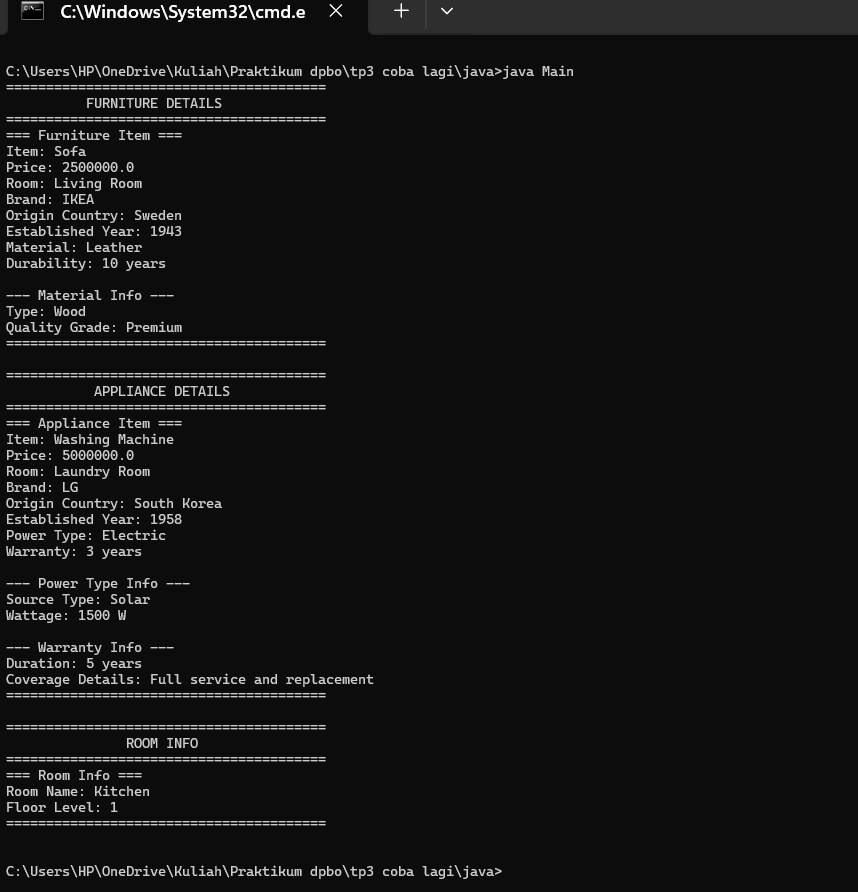 C:\Windows\System32\cmd.e
C:\Users\HP\OneDrive\Kuliah\Praktikum dpbo\tp3 coba lagi\java>java Main
========================================
FURNITURE DETAILS
========================================
=== Furniture Item ===
Item: Sofa
Price: 2500000.0
Room: Living Room
Brand: IKEA
Origin Country: Sweden
Established Year: 1943
Material: Leather
Durability: 10 years
--- Material Info ---
Type: Wood
Quality Grade: Premium
========================================
========================================
APPLIANCE DETAILS
========================================
=== Appliance Item ===
Item: Washing Machine
Price: 5000000.0
Room: Laundry Room
Brand: LG
Origin Country: South Korea
Established Year: 1958
Power Type: Electric
Warranty: 3 years
--- Power Type Info ---
Source Type: Solar
Wattage: 1500 W
--- Warranty Info ---
Duration: 5 years
Coverage Details: Full service and replacement
========================================
========================================
ROOM INFO
========================================
=== Room Info ===
Room Name: Kitchen
Floor Level: 1
========================================
C:\Users\HP\OneDrive\Kuliah\Praktikum dpbo\tp3 coba lagi\java>